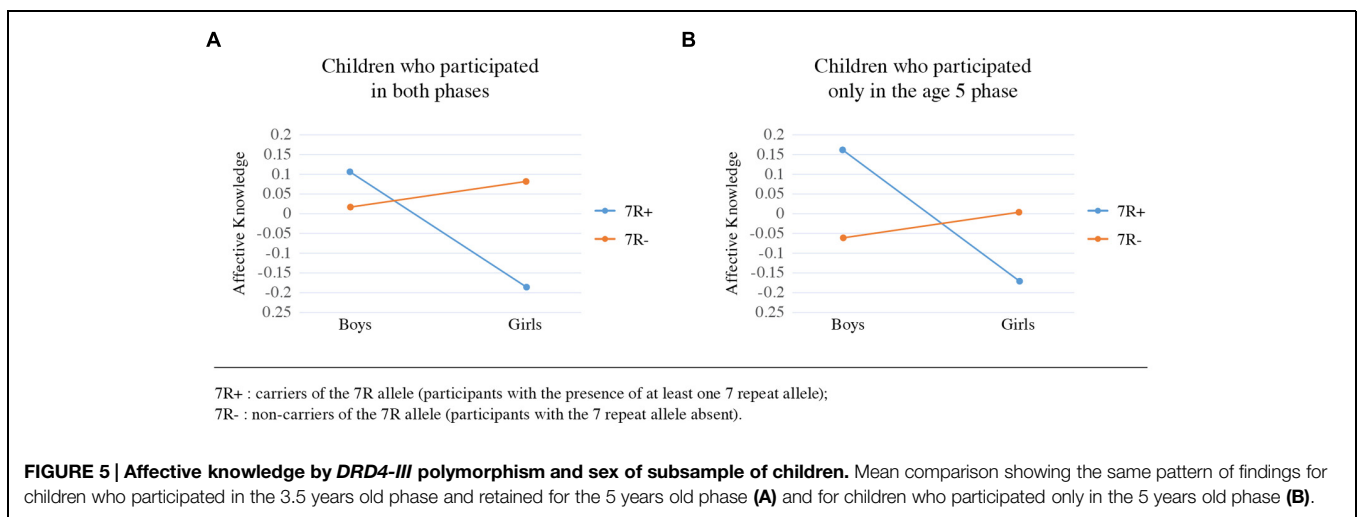 A
Children who participated
in both phases
Affective Knowledge
0.2
0.15
0.1
0.05
0
-0.05
-0.1
-0.15
-0.2
0.25
Boys Girls
7R+
7R-
B
Children who participated
only in the age 5 phase
Affective Knowledge
0.2
0.15
0.1
0.05
0
-0.05
-0.1
-0.15
-0.2
0.25
Boys Girls
7R+
7R-
7R+ : carriers of the 7R allele (participants with the presence of at least one 7 repeat allele);
7R- : non-carriers of the 7R allele (participants with the 7 repeat allele absent).
FIGURE 5 | Affective knowledge by DRD4-III polymorphism and sex of subsample of children. Mean comparison showing the same pattern of findings for
children who participated in the 3.5 years old phase and retained for the 5 years old phase (A) and for children who participated only in the 5 years old phase (B).